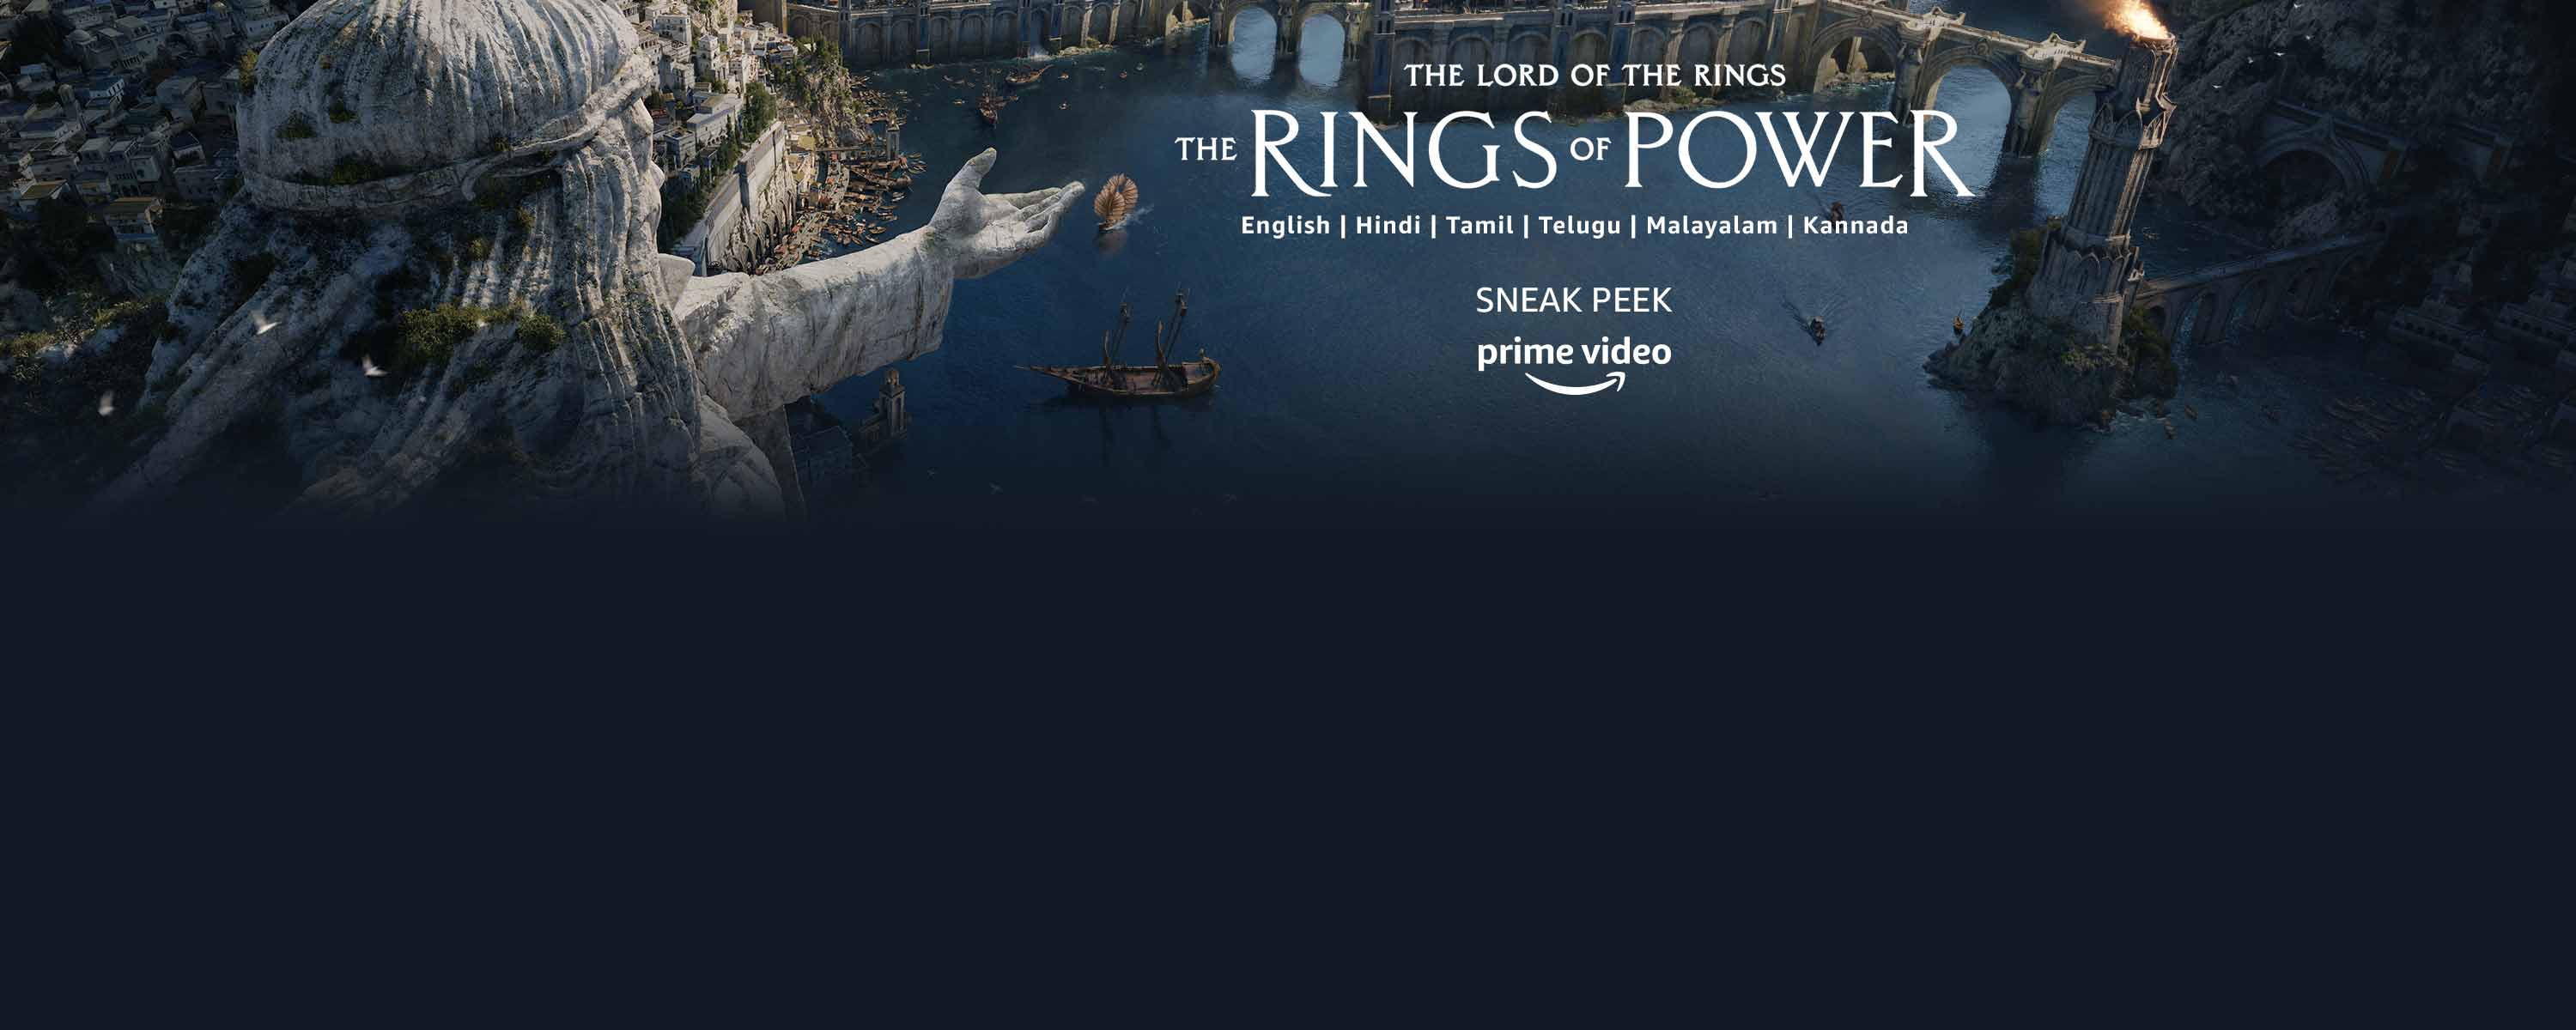 THE LORD OF THE RINGS
THE RINGS OF POWER
English | Hindi | Tamil | Telugu | Malayalam | Kannada
SNEAK PEEK
prime video